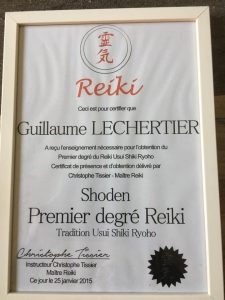 靈
氣
Reiki
Ceci est pour certifier que
Guillaume LECHERTIER
A reçu l'enseignement nécessaire pour l'obtention du
Premier degré du Reiki Usui Shiki Ryoho
Certificat de présence et d'obtention délivré par
Christophe Tissier - Maître Reiki
Shoden
Premier degré Reiki
Tradition Usui Shiki Ryoho
Christophe Tissier
Instructeur Christophe Tissier
Maître Reiki
Ce jour le 25 janvier 2015